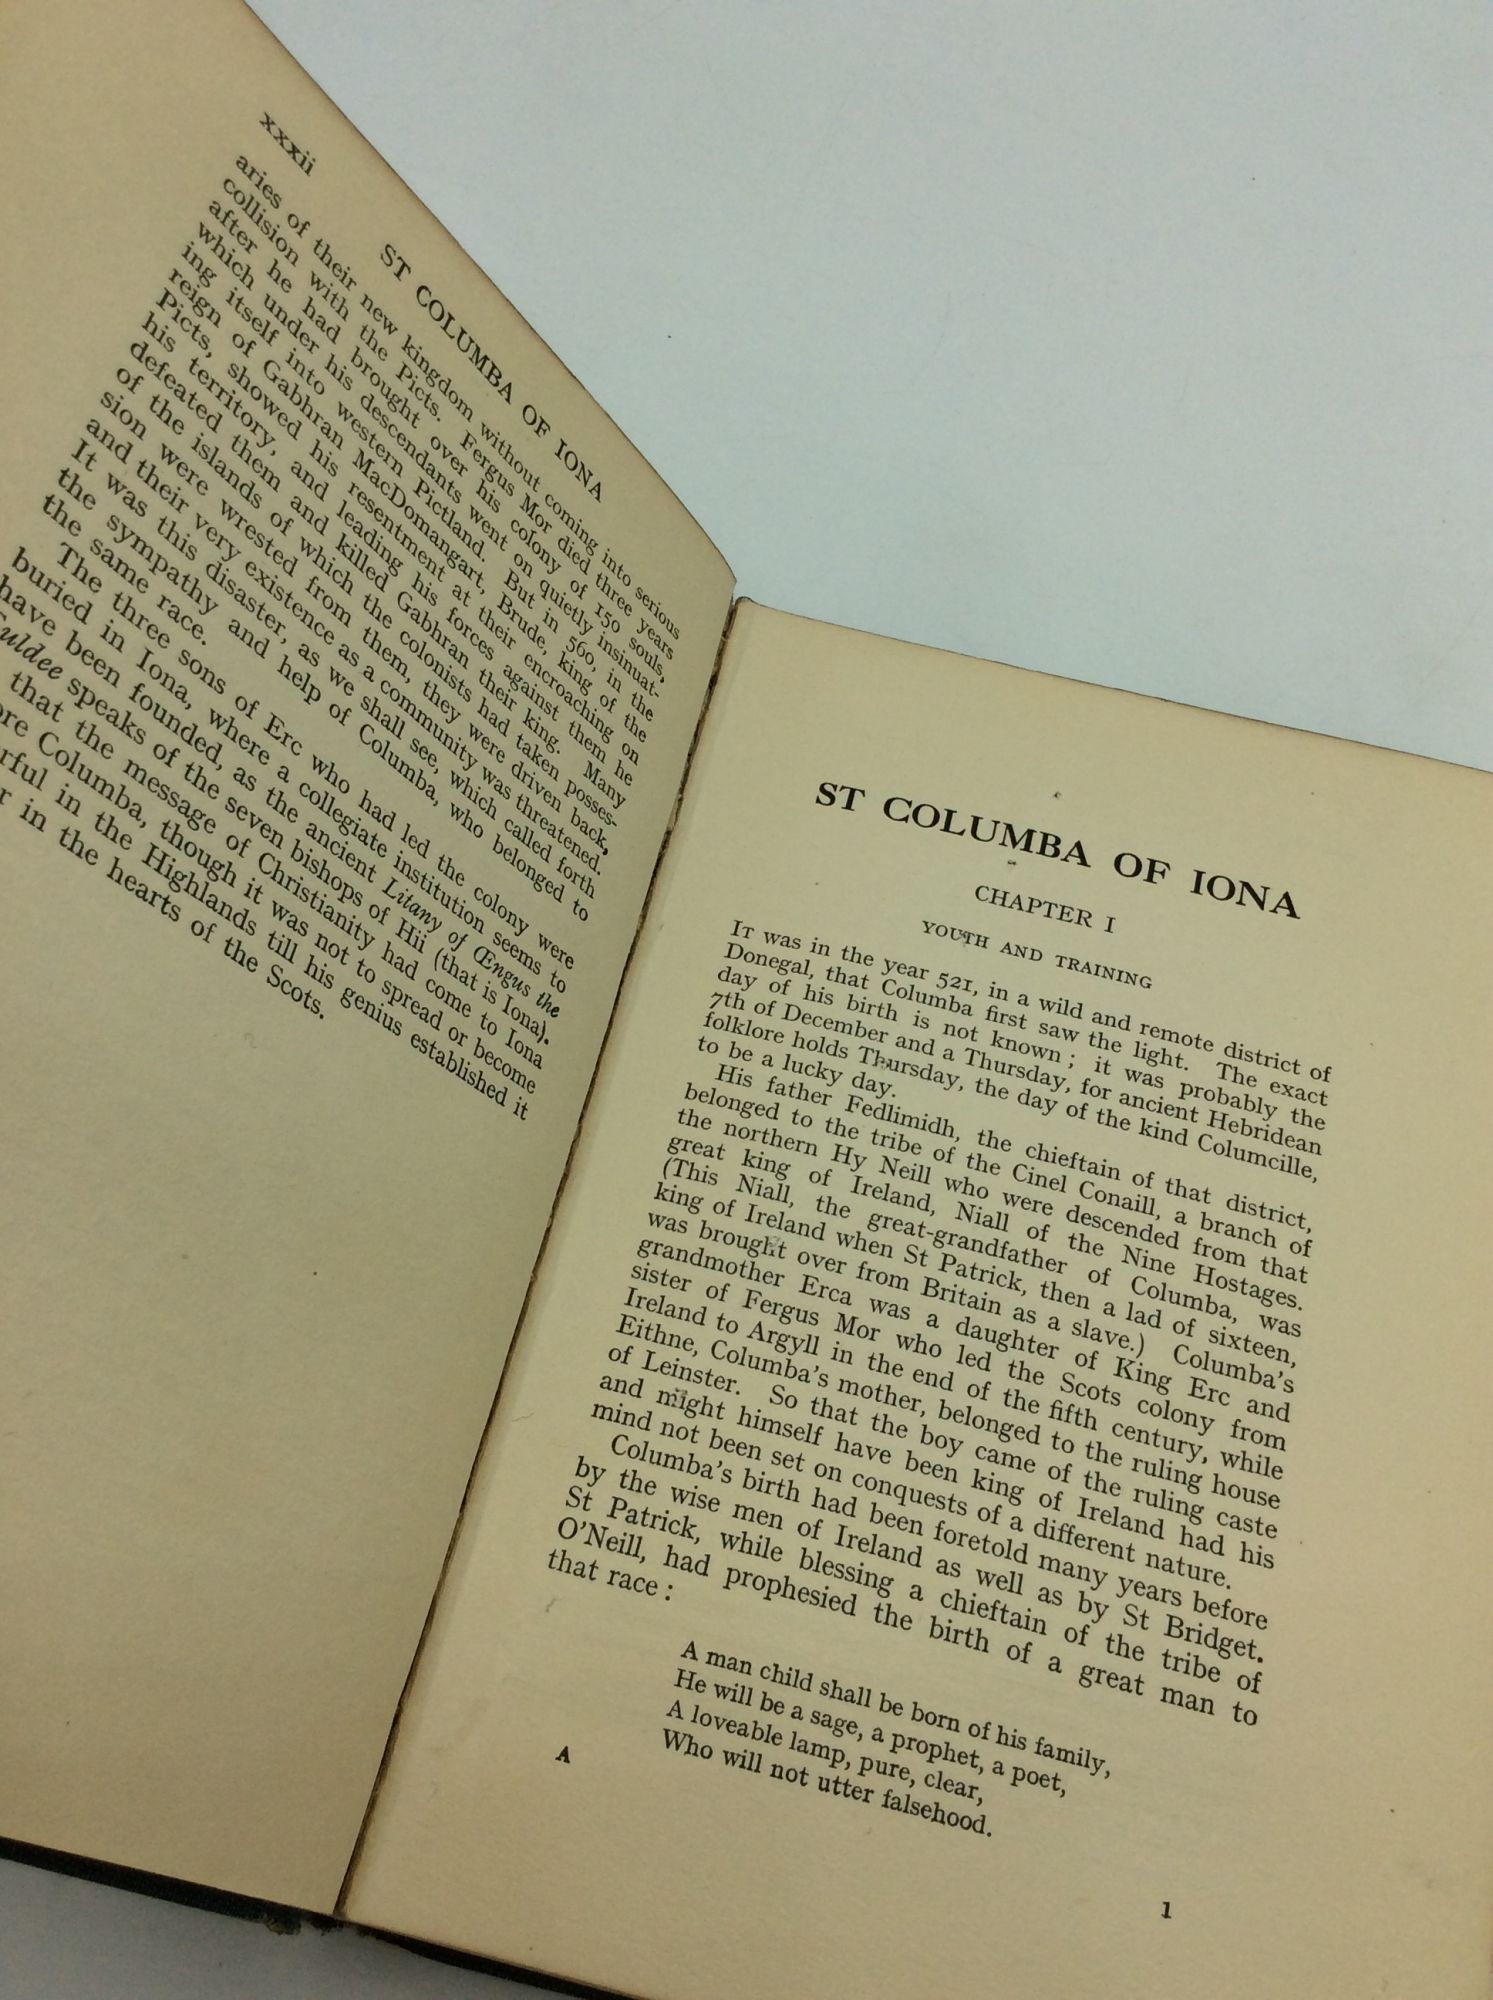 xxxii
ST COLUMBA OF IONA
aries of their new kingdom without coming into serious
collision with the Picts. Fergus Mor died three years
after he had brought over his colony of 150 souls,
which under his descendants went on quietly insinuat-
ing itself into western Pictland. But in 560, in the
reign of Gabhran MacDomangart, Brude, king of the
Picts, showed his resentment at their encroaching on
his territory, and leading his forces against them he
defeated them and killed Gabhran their king. Many
of the islands of which the colonists had taken posses-
sion were wrested from them, they were driven back,
and their very existence as a community was threatened.
It was this disaster, as we shall see, which called forth
the sympathy and help of Columba, who belonged to
the same race.
The three sons of Erc who had led the colony were
buried in Iona, where a collegiate institution seems to
have been founded, as the ancient Litany of Œngus the
Culdee speaks of the seven bishops of Hii (that is Iona).
that the message of Christianity had come to Iona
Columba, though it was not to spread or become
in the Highlands till his genius established it
in the hearts of the Scots.
ST COLUMBA OF IONA
CHAPTER I
YOUTH AND TRAINING
IT was in the year 521, in a wild and remote district of
Donegal, that Columba first saw the light. The exact
day of his birth is not known ; it was probably the
7th of December and a Thursday, for ancient Hebridean
folklore holds Thursday, the day of the kind Columcille,
to be a lucky day.
His father Fedlimidh, the chieftain of that district,
belonged to the tribe of the Cinel Conaill, a branch of
the northern Hy Neill who were descended from that
great king of Ireland, Niall of the Nine Hostages.
(This Niall, the great-grandfather of Columba, was
king of Ireland when St Patrick, then a lad of sixteen,
was brought over from Britain as a slave.) Columba's
grandmother Erca was a daughter of King Erc and
sister of Fergus Mor who led the Scots colony from
Ireland to Argyll in the end of the fifth century, while
Eithne, Columba's mother, belonged to the ruling house
of Leinster. So that the boy came of the ruling caste
and might himself have been king of Ireland had his
mind not been set on conquests of a different nature.
Columba's birth had been foretold many years before
by the wise men of Ireland as well as by St Bridget.
St Patrick, while blessing a chieftain of the tribe of
O'Neill, had prophesied the birth of a great man to
that race :
A man child shall be born of his family,
He will be a sage, a prophet, a poet,
A loveable lamp, pure, clear,
Who will not utter falsehood.
A
1